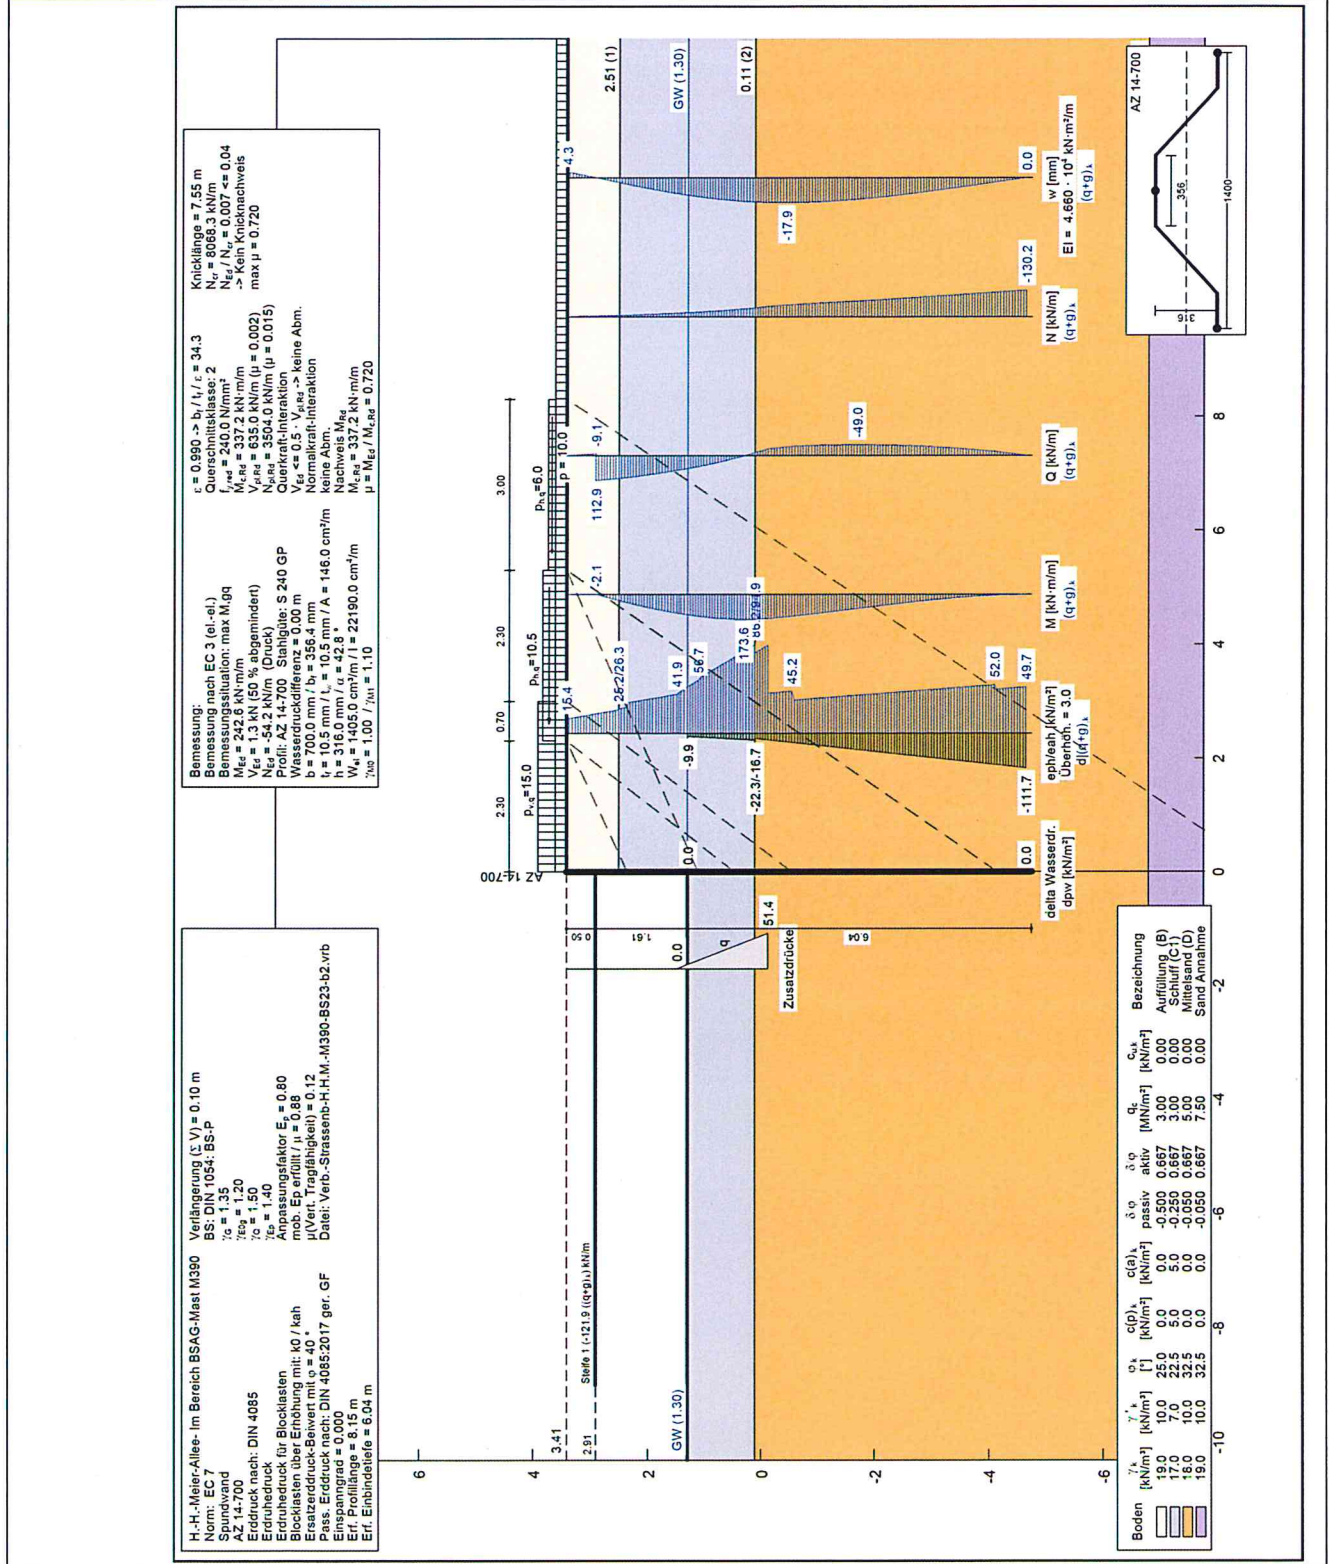 H.-H.-Meier-Allee- Im Bereich BSAG-Mast M390
Norm: EC 7
Spundwand
AZ 14-700
Erddruck nach: DIN 4085
Erdruhedruck
Erdruhedruck für Blocklasten
Blocklasten über Erhöhung mit: k0 / kah
Ersatzerddruck-Beiwert mit φ = 40 °
Pass. Erddruck nach: DIN 4085:2017 ger. GF
Einspanngrad = 0.000
Erf. Profillänge = 8.15 m
Erf. Einbindetiefe = 6.04 m
Verlängerung (Σ V) = 0.10 m
BS: DIN 1054: BS-P
γG = 1.35
γE0g = 1.20
γQ = 1.50
γEp = 1.40
Anpassungsfaktor Ep = 0.80
mob. Ep erfüllt / μ = 0.88
μ(Vert. Tragfähigkeit) = 0.12
Datei: Verb.-Strassenb-H.H.M.-M390-BS23-b2.vrb
Bemessung:
Bemessung nach EC 3 (el.-el.)
Bemessungssituation: max M,gq
MEd = 242.6 kN·m/m
VEd = 1.3 kN (50 % abgemindert)
NEd = -54.2 kN/m (Druck)
Profil: AZ 14-700   Stahlgüte: S 240 GP
Wasserdruckdifferenz = 0.00 m
b = 700.0 mm / bf = 356.4 mm
tf = 10.5 mm / tw = 10.5 mm / A = 146.0 cm²/m
h = 316.0 mm / α = 42.8 °
Wel = 1405.0 cm³/m / I = 22190.0 cm⁴/m
γM0 = 1.00 / γM1 = 1.10
ε = 0.990 -> bf / tf / ε = 34.3
Querschnittsklasse: 2
fy,red = 240.0 N/mm²
Mc,Rd = 337.2 kN·m/m
Vpl,Rd = 635.0 kN/m (μ = 0.002)
Npl,Rd = 3504.0 kN/m (μ = 0.015)
Querkraft-Interaktion
VEd <= 0.5 · Vpl,Rd -> keine Abm.
Normalkraft-Interaktion
keine Abm.
Nachweis MRd
Mc,Rd = 337.2 kN·m/m
μ = MEd / Mc,Rd = 0.720
Knicklänge = 7.55 m
Ncr = 8068.3 kN/m
NEd / Ncr = 0.007 <= 0.04
-> Kein Knicknachweis
max μ = 0.720
2.30
0.70
2.30
3.00
pv,q=15.0
ph,q=10.5
ph,q=6.0
p = 10.0
AZ 14-700
3.41
2.91
Steife 1 (-121.9 ((q+g)k) kN/m
GW (1.30)
0.50
1.61
6.04
0.0
q
51.4
Zusatzdrücke
0.0
0.0
delta Wasserdr.
dpw [kN/m²]
15.4
25.2/26.3
41.9
56.7
173.6
45.2
52.0
49.7
-9.9
-22.3/-16.7
-111.7
eph/eah [kN/m²]
Überhöh. = 3.0
-2.1
M [kN·m/m]
(q+g)k
112.9
-9.1
-49.0
Q [kN/m]
(q+g)k
-130.2
N [kN/m]
(q+g)k
4.3
-17.9
0.0
w [mm]
EI = 4.660 · 10⁴ kN·m²/m
(q+g)k
2.51 (1)
GW (1.30)
0.11 (2)
AZ 14-700
316
356
1400
6
4
2
0
-2
-4
-6
-10
-8
-6
-4
-2
0
2
4
6
8
Boden γk [kN/m³] γ'k [kN/m³] φk [°] c(p)k [kN/m²] c(a)k [kN/m²] δ/φ passiv δ/φ aktiv qc [MN/m²] cu,k [kN/m²] Bezeichnung
19.0 10.0 25.0 0.0 0.0 -0.500 0.667 3.00 0.00 Auffüllung (B)
17.0 7.0 22.5 5.0 5.0 -0.250 0.667 3.00 0.00 Schluff (C1)
18.0 10.0 32.5 0.0 0.0 -0.050 0.667 5.00 0.00 Mittelsand (D)
19.0 10.0 32.5 0.0 0.0 -0.050 0.667 7.50 0.00 Sand Annahme